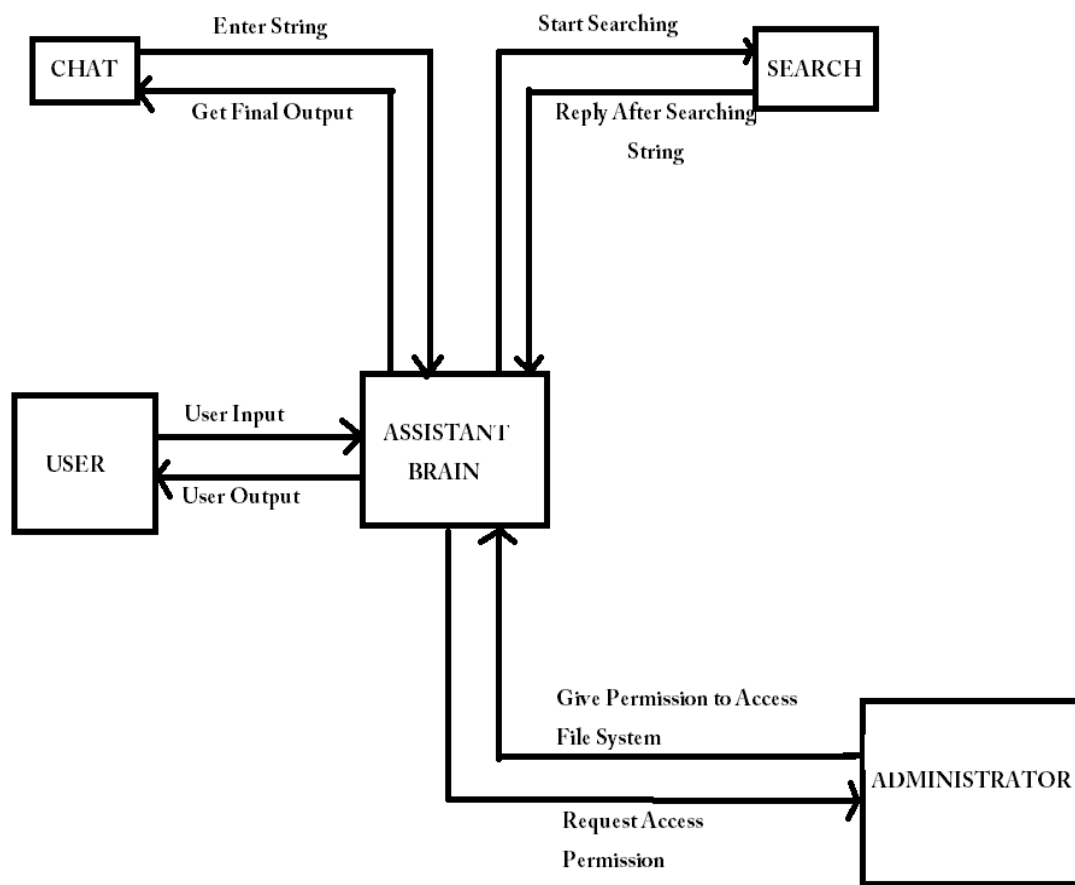 Enter String
Start Searching
CHAT
SEARCH
Get Final Output
Reply After Searching
String
User Input
ASSISTANT
BRAIN
USER
User Output
Give Permission to Access
File System
ADMINISTRATOR
Request Access
Permission